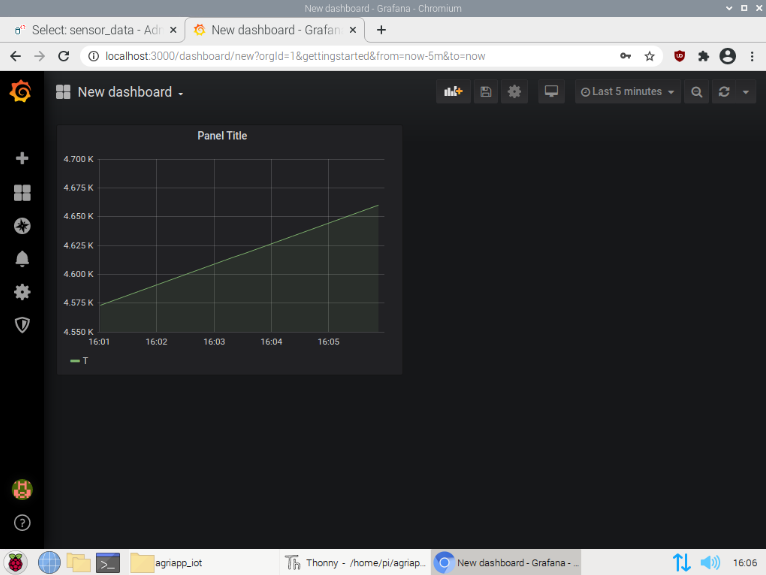 New dashboard - Grafana - Chromium
Select: sensor_data - Adm
New dashboard - Grafan
localhost:3000/dashboard/new?orgId=1&gettingstarted&from=now-5m&to=now
New dashboard
Last 5 minutes
Panel Title
4.700 K
4.675 K
4.650 K
4.625 K
4.600 K
4.575 K
4.550 K
16:01 16:02 16:03 16:04 16:05
T
agriapp_iot
Thonny - /home/pi/agriap...
New dashboard - Grafana - ...
16:06